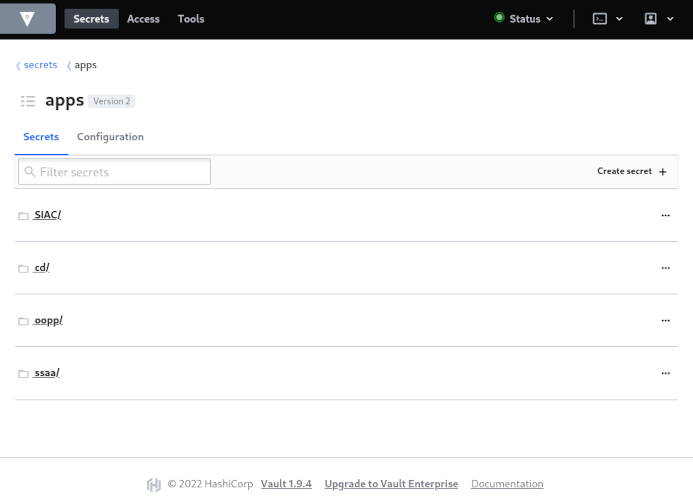 Secrets Access Tools Status
secrets apps
apps Version 2
Secrets Configuration
Filter secrets Create secret +
SIAC/ ...
cd/ ...
oopp/ ...
ssaa/ ...
© 2022 HashiCorp Vault 1.9.4 Upgrade to Vault Enterprise Documentation